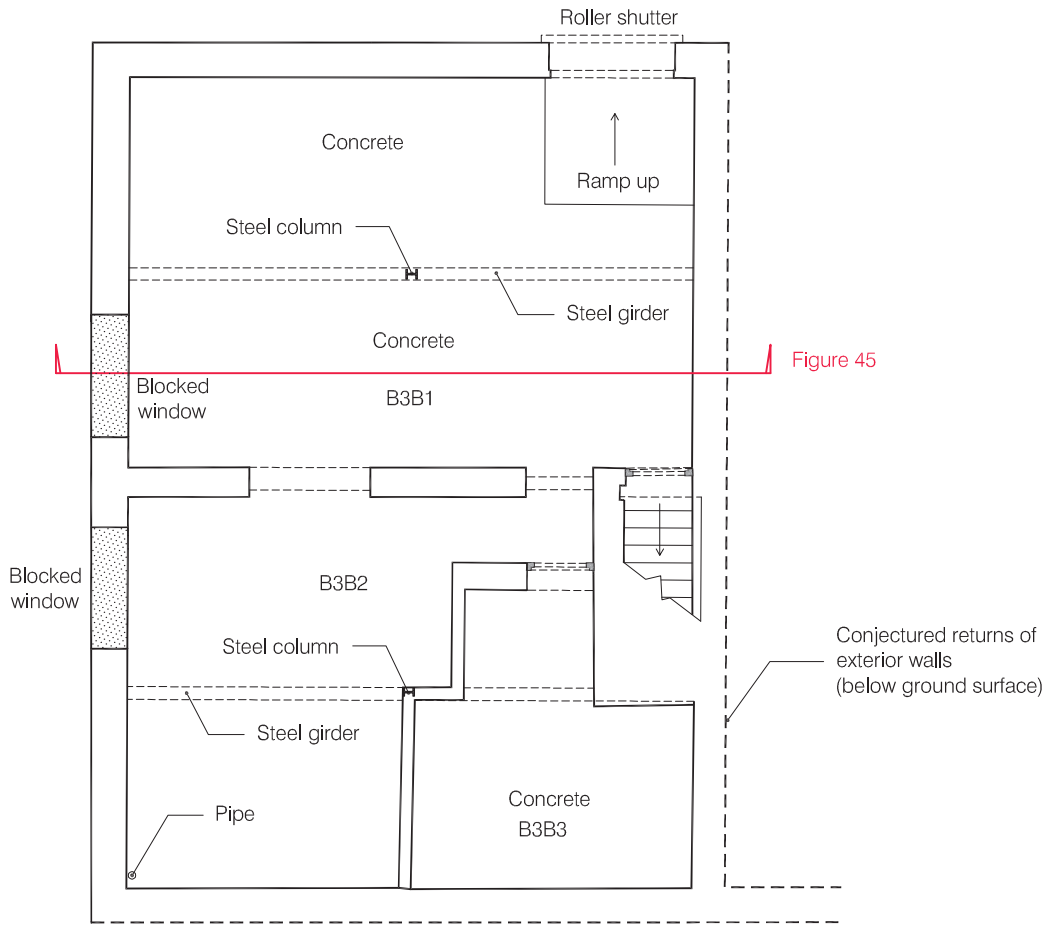 Roller shutter
Concrete
Ramp up
Steel column
Steel girder
Concrete
Figure 45
Blocked
window
B3B1
Blocked
window
B3B2
Steel column
Conjectured returns of
exterior walls
(below ground surface)
Steel girder
Pipe
Concrete
B3B3